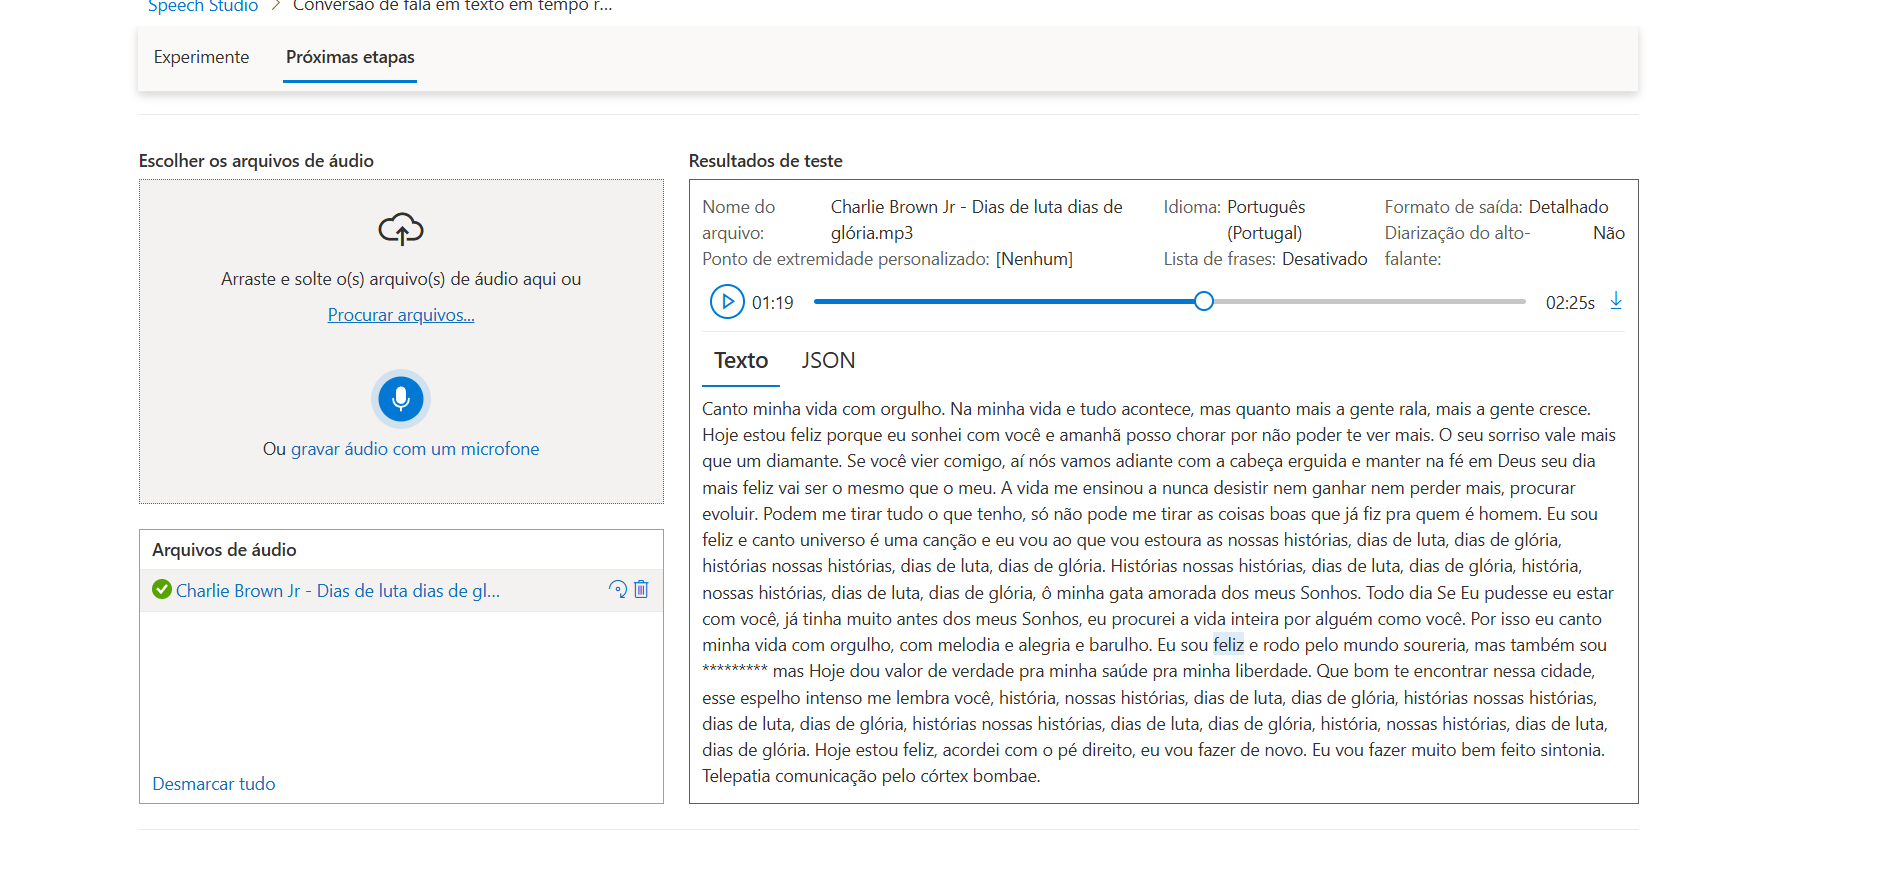 Speech Studio > Conversão de fala em texto em tempo r...
Experimente Próximas etapas
Escolher os arquivos de áudio
Arraste e solte o(s) arquivo(s) de áudio aqui ou
Procurar arquivos...
Ou gravar áudio com um microfone
Arquivos de áudio
Charlie Brown Jr - Dias de luta dias de gl...
Desmarcar tudo
Resultados de teste
Nome do arquivo: Charlie Brown Jr - Dias de luta dias de glória.mp3
Idioma: Português (Portugal)
Formato de saída: Detalhado
Diarização do alto-falante: Não
Ponto de extremidade personalizado: [Nenhum]
Lista de frases: Desativado
01:19 02:25s
Texto JSON
Canto minha vida com orgulho. Na minha vida e tudo acontece, mas quanto mais a gente rala, mais a gente cresce.
Hoje estou feliz porque eu sonhei com você e amanhã posso chorar por não poder te ver mais. O seu sorriso vale mais
que um diamante. Se você vier comigo, aí nós vamos adiante com a cabeça erguida e manter na fé em Deus seu dia
mais feliz vai ser o mesmo que o meu. A vida me ensinou a nunca desistir nem ganhar nem perder mais, procurar
evoluir. Podem me tirar tudo o que tenho, só não pode me tirar as coisas boas que já fiz pra quem é homem. Eu sou
feliz e canto universo é uma canção e eu vou ao que vou estoura as nossas histórias, dias de luta, dias de glória,
histórias nossas histórias, dias de luta, dias de glória. Histórias nossas histórias, dias de luta, dias de glória, história,
nossas histórias, dias de luta, dias de glória, ô minha gata amorada dos meus Sonhos. Todo dia Se Eu pudesse eu estar
com você, já tinha muito antes dos meus Sonhos, eu procurei a vida inteira por alguém como você. Por isso eu canto
minha vida com orgulho, com melodia e alegria e barulho. Eu sou feliz e rodo pelo mundo soureria, mas também sou
********* mas Hoje dou valor de verdade pra minha saúde pra minha liberdade. Que bom te encontrar nessa cidade,
esse espelho intenso me lembra você, história, nossas histórias, dias de luta, dias de glória, histórias nossas histórias,
dias de luta, dias de glória, histórias nossas histórias, dias de luta, dias de glória, história, nossas histórias, dias de luta,
dias de glória. Hoje estou feliz, acordei com o pé direito, eu vou fazer de novo. Eu vou fazer muito bem feito sintonia.
Telepatia comunicação pelo córtex bombae.